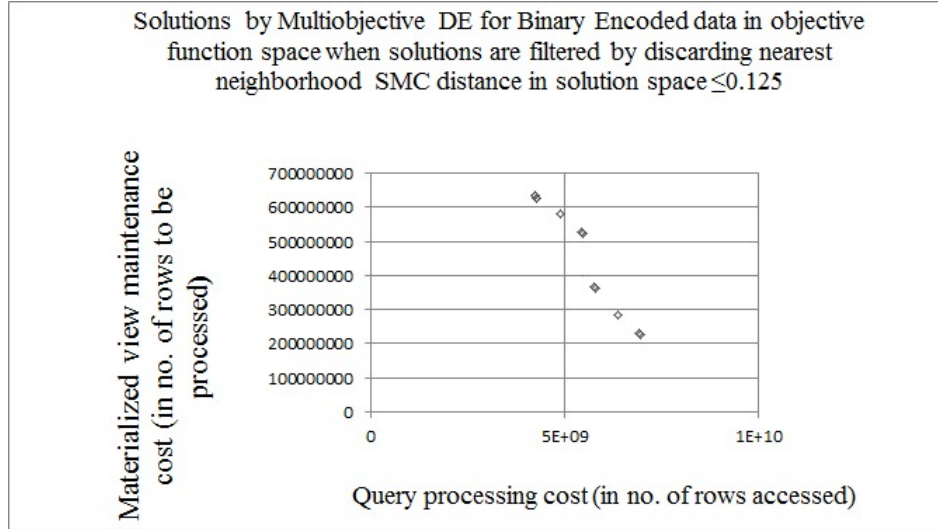 Solutions by Multiobjective DE for Binary Encoded data in objective
function space when solutions are filtered by discarding nearest
neighborhood SMC distance in solution space ≤0.125
Materialized view maintenance
cost (in no. of rows to be
processed)
700000000
600000000
500000000
400000000
300000000
200000000
100000000
0
0
5E+09
1E+10
Query processing cost (in no. of rows accessed)